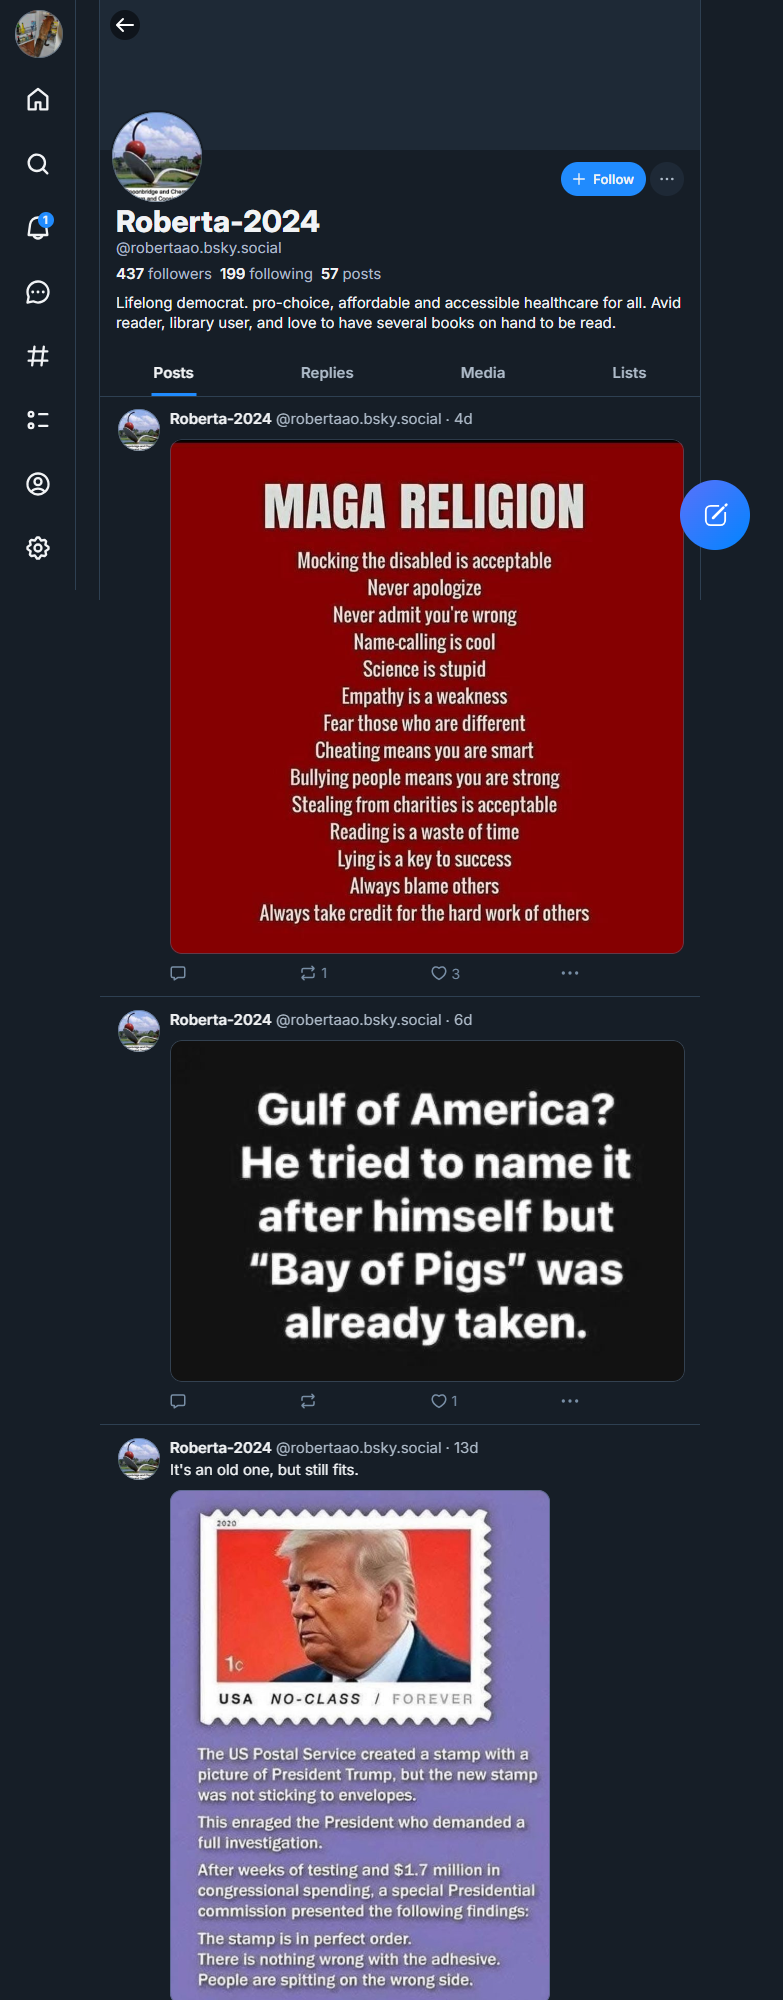 1
Follow
Roberta-2024
@robertaao.bsky.social
437 followers 199 following 57 posts
Lifelong democrat. pro-choice, affordable and accessible healthcare for all. Avid
reader, library user, and love to have several books on hand to be read.
Posts Replies Media Lists
Roberta-2024 @robertaao.bsky.social · 4d
MAGA RELIGION
Mocking the disabled is acceptable
Never apologize
Never admit you're wrong
Name-calling is cool
Science is stupid
Empathy is a weakness
Fear those who are different
Cheating means you are smart
Bullying people means you are strong
Stealing from charities is acceptable
Reading is a waste of time
Lying is a key to success
Always blame others
Always take credit for the hard work of others
1 3
Roberta-2024 @robertaao.bsky.social · 6d
Gulf of America?
He tried to name it
after himself but
“Bay of Pigs” was
already taken.
1
Roberta-2024 @robertaao.bsky.social · 13d
It's an old one, but still fits.
2020
1¢
USA NO-CLASS / FOREVER
The US Postal Service created a stamp with a
picture of President Trump, but the new stamp
was not sticking to envelopes.
This enraged the President who demanded a
full investigation.
After weeks of testing and $1.7 million in
congressional spending, a special Presidential
commission presented the following findings:
The stamp is in perfect order.
There is nothing wrong with the adhesive.
People are spitting on the wrong side.